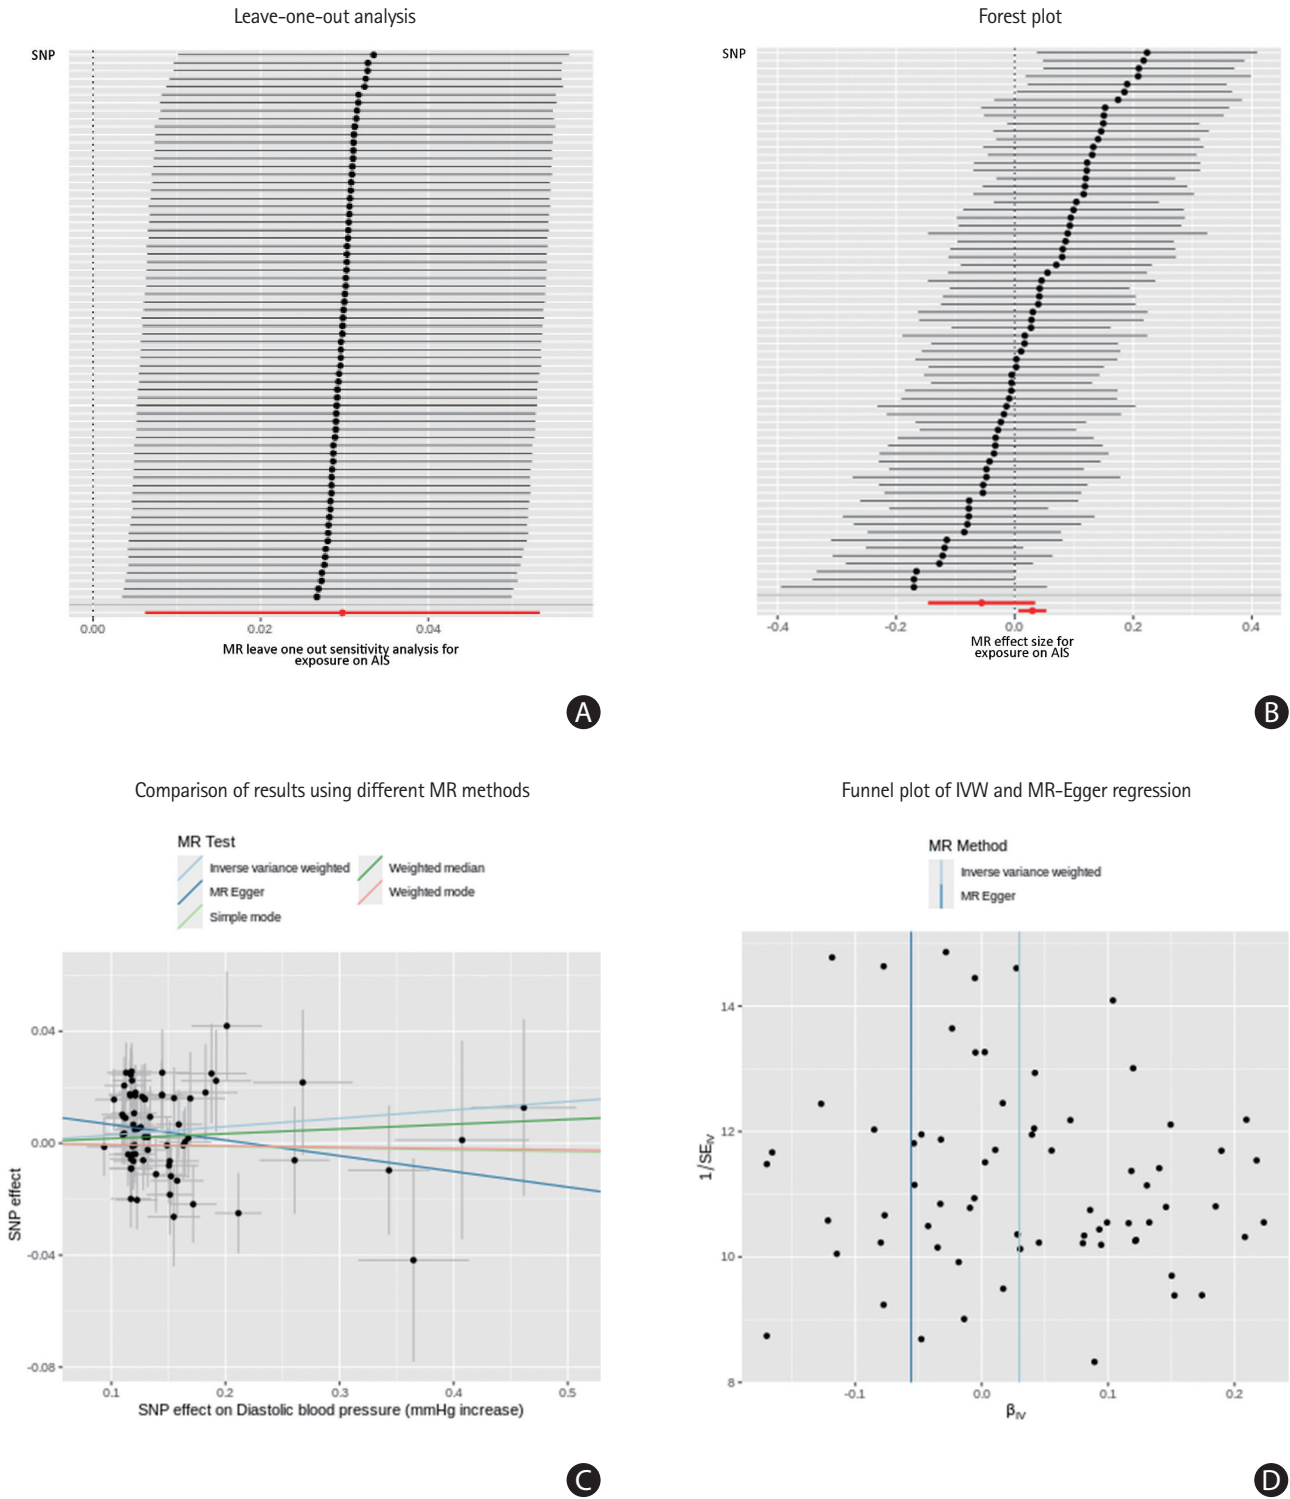 Leave-one-out analysis
SNP
0.00 0.02 0.04
MR leave one out sensitivity analysis for
exposure on AIS
A
Forest plot
SNP
-0.4 -0.2 0.0 0.2 0.4
MR effect size for
exposure on AIS
B
Comparison of results using different MR methods
MR Test
Inverse variance weighted
Weighted median
MR Egger
Weighted mode
Simple mode
SNP effect
0.04
0.00
-0.04
-0.08
0.1 0.2 0.3 0.4 0.5
SNP effect on Diastolic blood pressure (mmHg increase)
C
Funnel plot of IVW and MR-Egger regression
MR Method
Inverse variance weighted
MR Egger
1/SE_IV
14
12
10
8
-0.1 0.0 0.1 0.2
β_IV
D